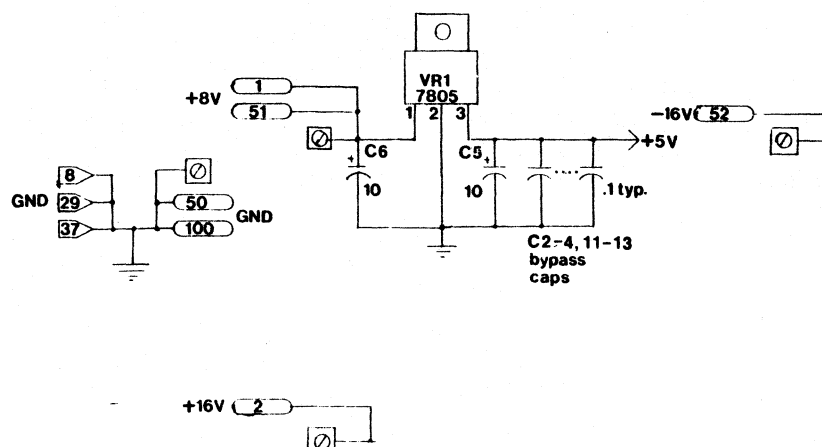 VR1
7805
+8V
1
51
1 2 3
-16V 52
C6
+
10
C5
+
10
+5V
.1 typ.
8
GND 29
37
50
GND
100
C2-4, 11-13
bypass
caps
+16V 2